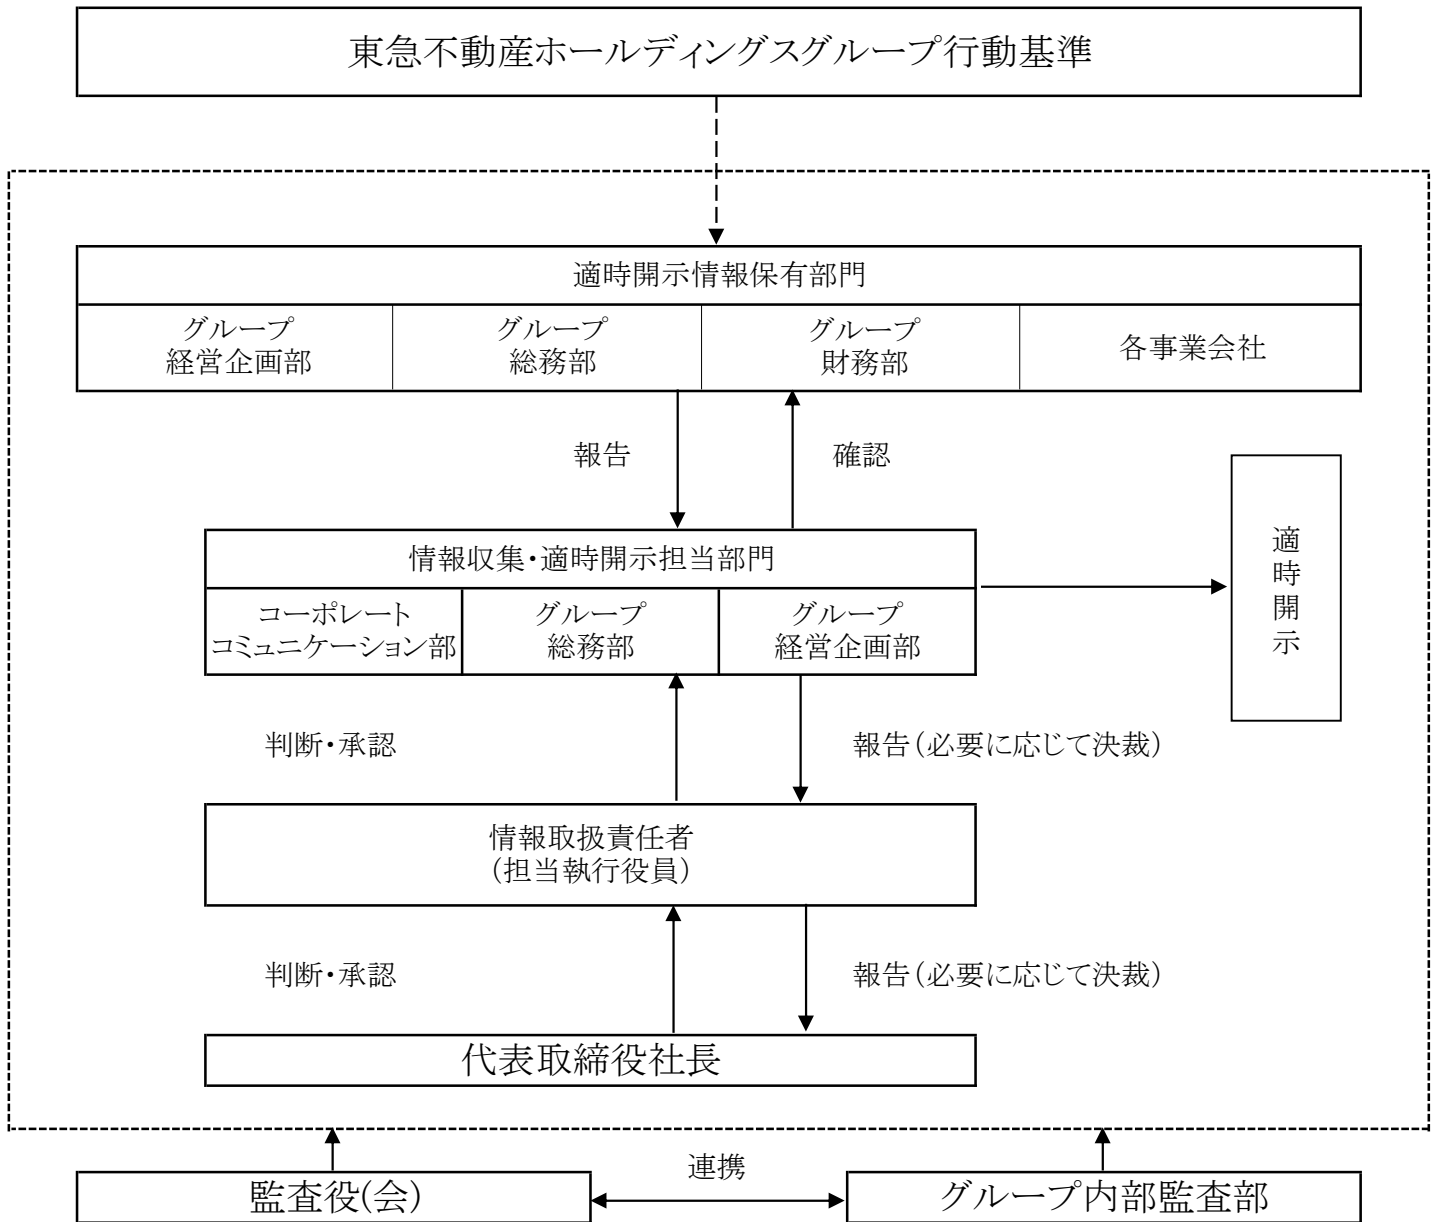 東急不動産ホールディングスグループ行動基準
適時開示情報保有部門
グループ
経営企画部
グループ
総務部
グループ
財務部
各事業会社
報告
確認
情報収集・適時開示担当部門
コーポレート
コミュニケーション部
グループ
総務部
グループ
経営企画部
適時開示
判断・承認
報告(必要に応じて決裁)
情報取扱責任者
(担当執行役員)
判断・承認
報告(必要に応じて決裁)
代表取締役社長
連携
監査役(会)
グループ内部監査部